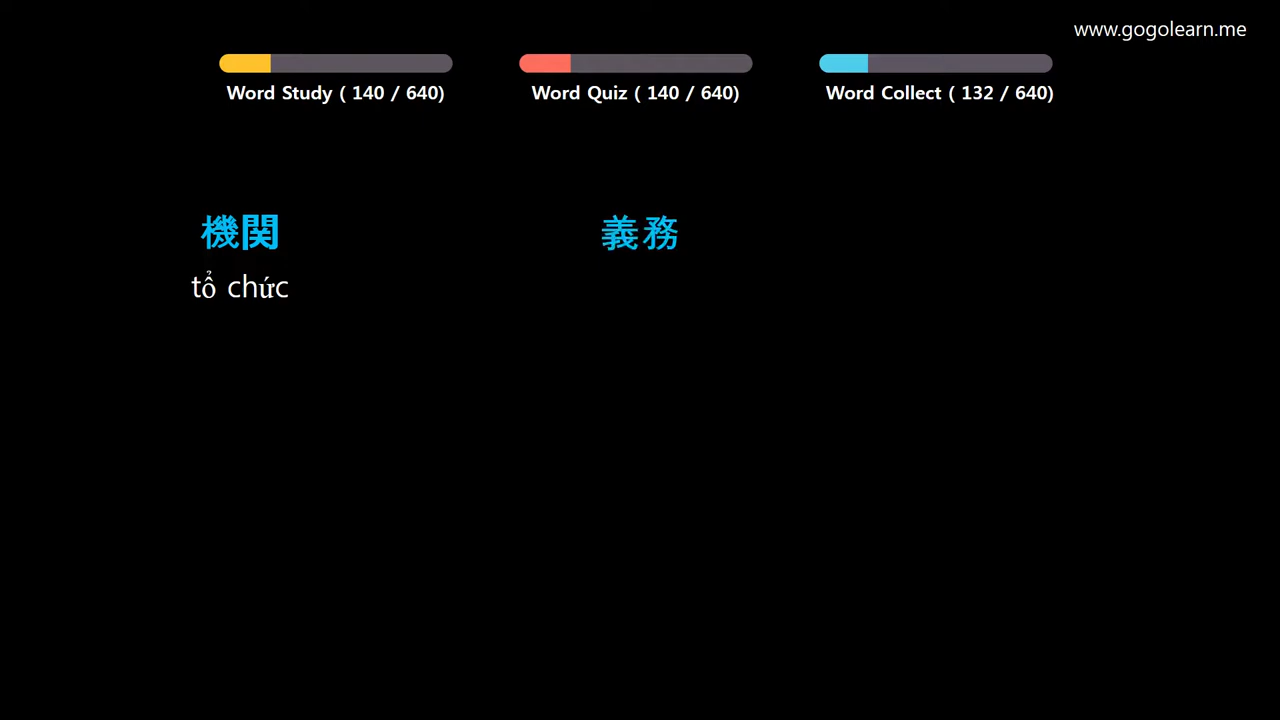 www.gogolearn.me
Word Study ( 140 / 640)
Word Quiz ( 140 / 640)
Word Collect ( 132 / 640)
機関
義務
tổ chức